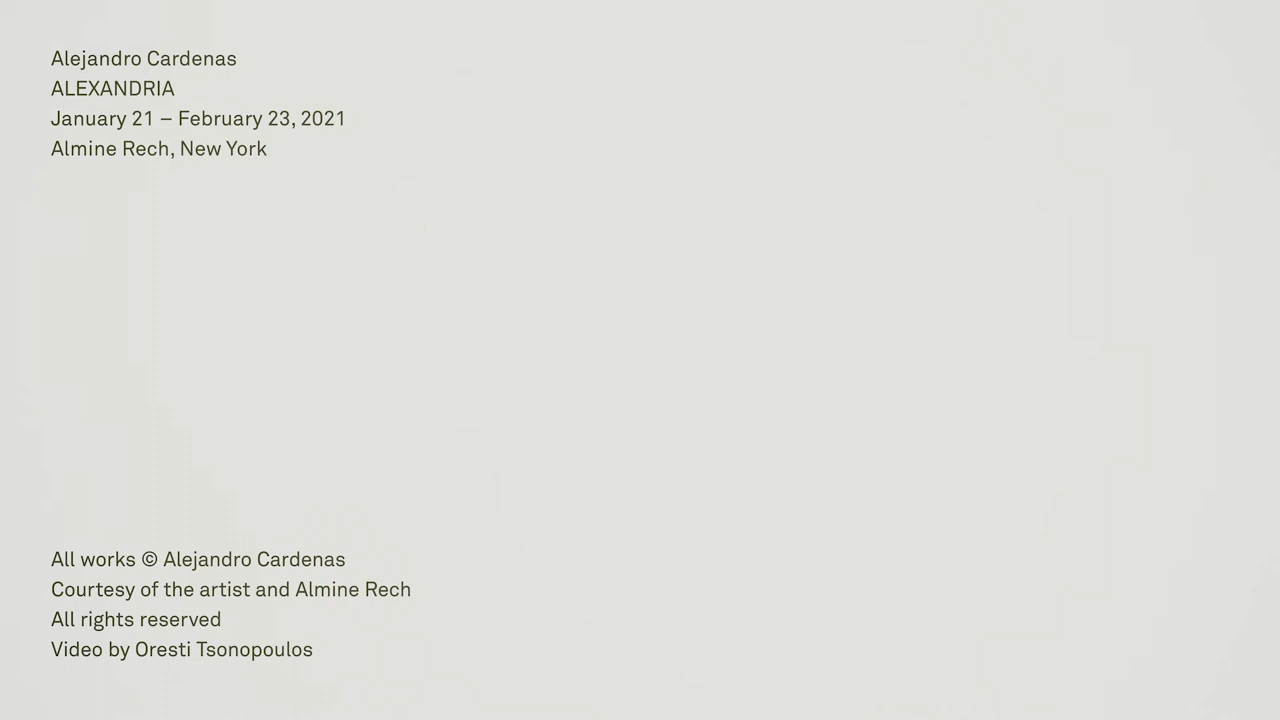 Alejandro Cardenas
ALEXANDRIA
January 21 – February 23, 2021
Almine Rech, New York
All works © Alejandro Cardenas
Courtesy of the artist and Almine Rech
All rights reserved
Video by Oresti Tsonopoulos